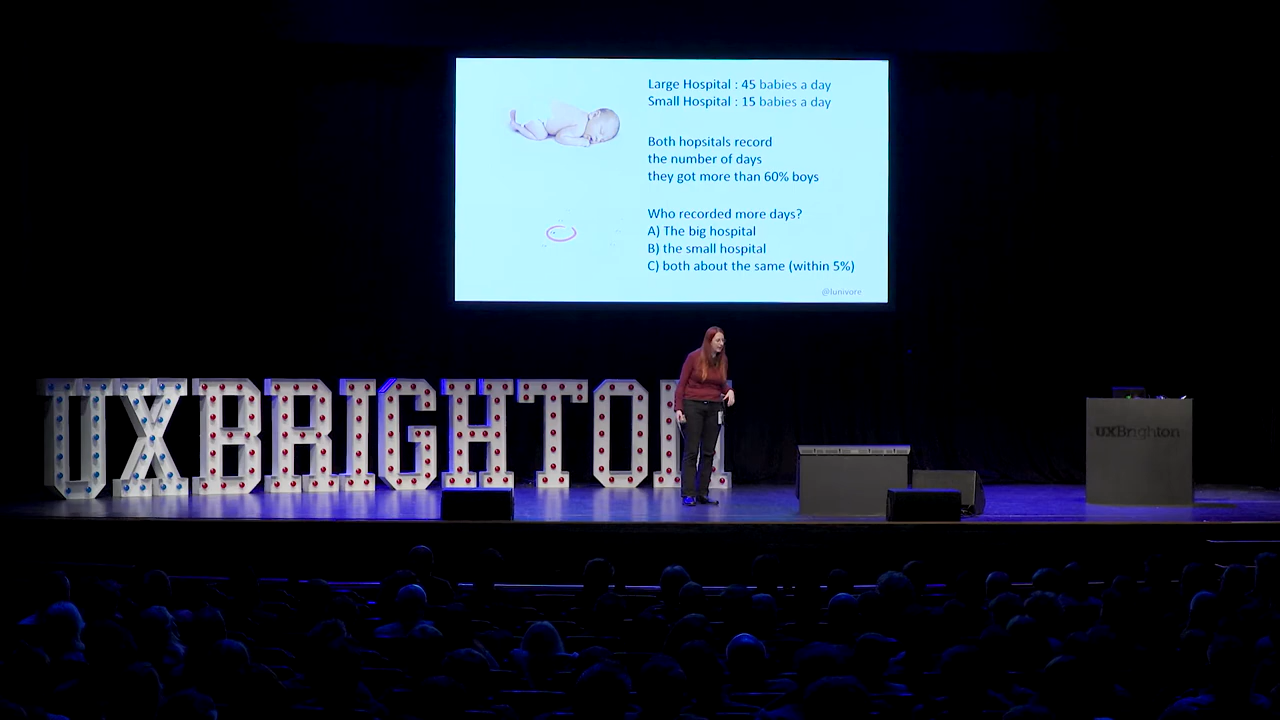 Large Hospital : 45 babies a day
Small Hospital : 15 babies a day
Both hopsitals record
the number of days
they got more than 60% boys
Who recorded more days?
A) The big hospital
B) the small hospital
C) both about the same (within 5%)
@lunivore
UXBRIGHTON
uxBrighton